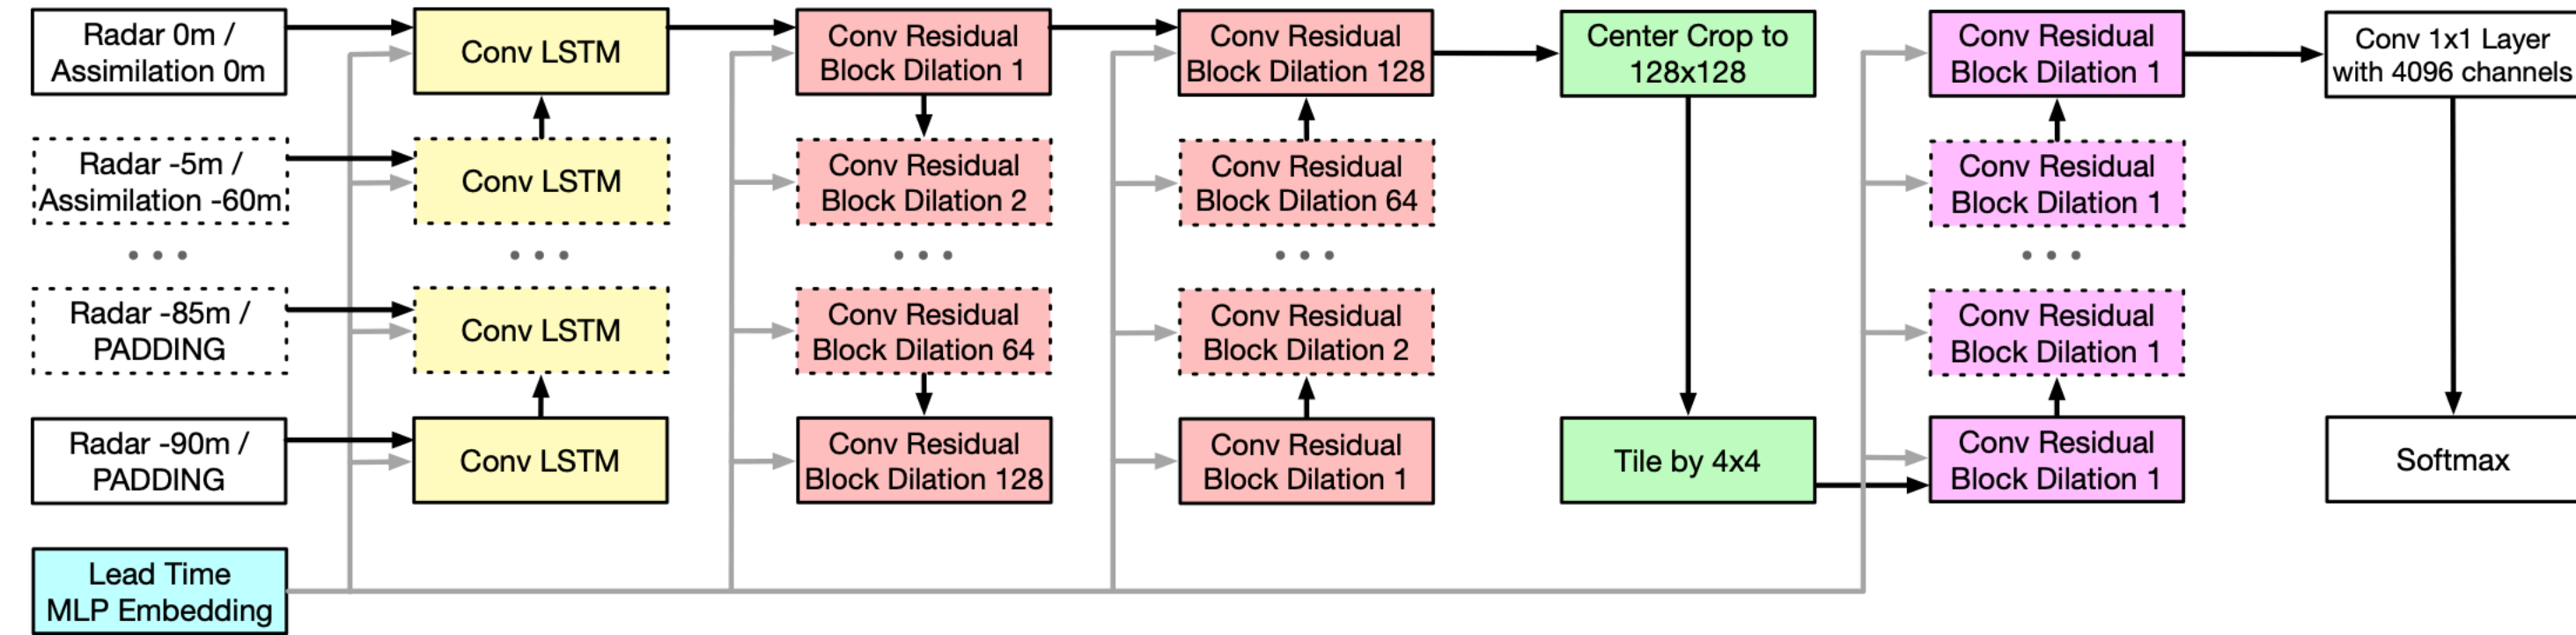 Radar 0m /
Assimilation 0m
Radar -5m /
Assimilation -60m
Radar -85m /
PADDING
Radar -90m /
PADDING
Lead Time
MLP Embedding
Conv LSTM
Conv LSTM
Conv LSTM
Conv LSTM
Conv Residual
Block Dilation 1
Conv Residual
Block Dilation 2
Conv Residual
Block Dilation 64
Conv Residual
Block Dilation 128
Conv Residual
Block Dilation 128
Conv Residual
Block Dilation 64
Conv Residual
Block Dilation 2
Conv Residual
Block Dilation 1
Center Crop to
128x128
Tile by 4x4
Conv Residual
Block Dilation 1
Conv Residual
Block Dilation 1
Conv Residual
Block Dilation 1
Conv Residual
Block Dilation 1
Conv 1x1 Layer
with 4096 channels
Softmax